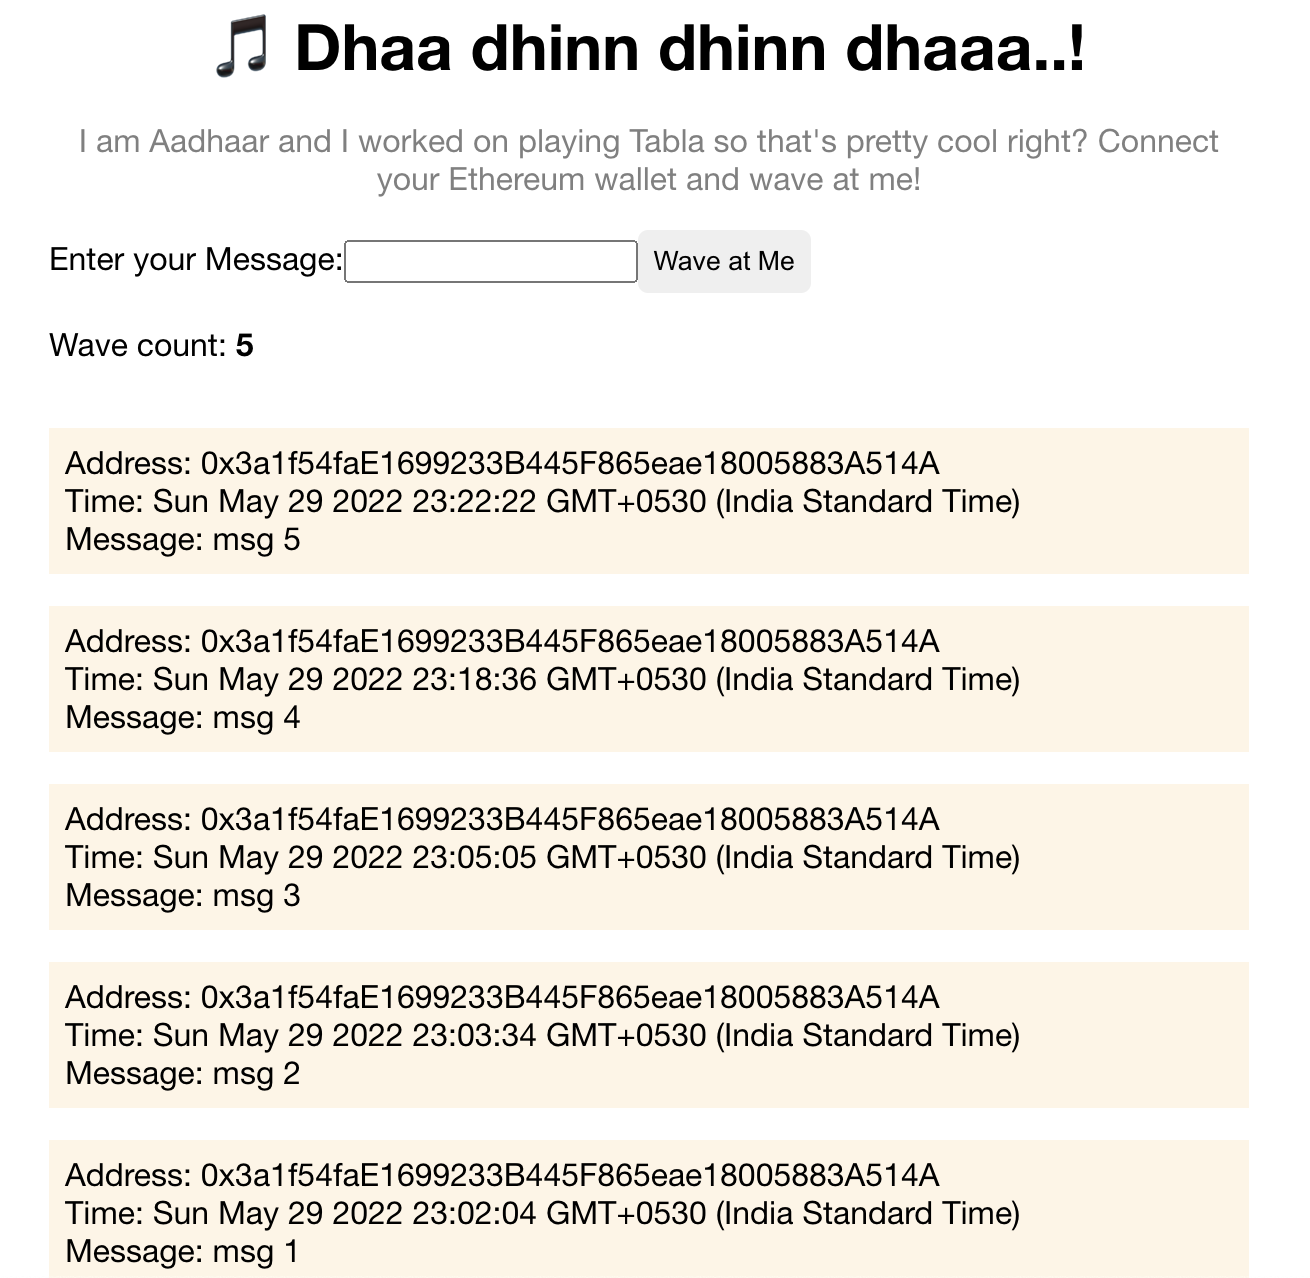 🎵 Dhaa dhinn dhinn dhaaa..!
I am Aadhaar and I worked on playing Tabla so that's pretty cool right? Connect
your Ethereum wallet and wave at me!
Enter your Message: Wave at Me
Wave count: 5
Address: 0x3a1f54faE1699233B445F865eae18005883A514A
Time: Sun May 29 2022 23:22:22 GMT+0530 (India Standard Time)
Message: msg 5
Address: 0x3a1f54faE1699233B445F865eae18005883A514A
Time: Sun May 29 2022 23:18:36 GMT+0530 (India Standard Time)
Message: msg 4
Address: 0x3a1f54faE1699233B445F865eae18005883A514A
Time: Sun May 29 2022 23:05:05 GMT+0530 (India Standard Time)
Message: msg 3
Address: 0x3a1f54faE1699233B445F865eae18005883A514A
Time: Sun May 29 2022 23:03:34 GMT+0530 (India Standard Time)
Message: msg 2
Address: 0x3a1f54faE1699233B445F865eae18005883A514A
Time: Sun May 29 2022 23:02:04 GMT+0530 (India Standard Time)
Message: msg 1